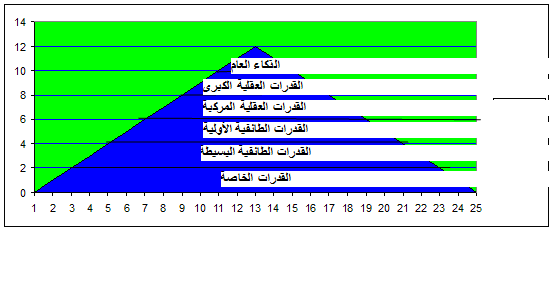 14
12
10
8
6
4
2
0
الذكاء العام
القدرات العقلية الكبرى
القدرات العقلية المركبة
القدرات الطائفية الأولية
القدرات الطائفية البسيطة
القدرات الخاصة
1 2 3 4 5 6 7 8 9 10 11 12 13 14 15 16 17 18 19 20 21 22 23 24 25